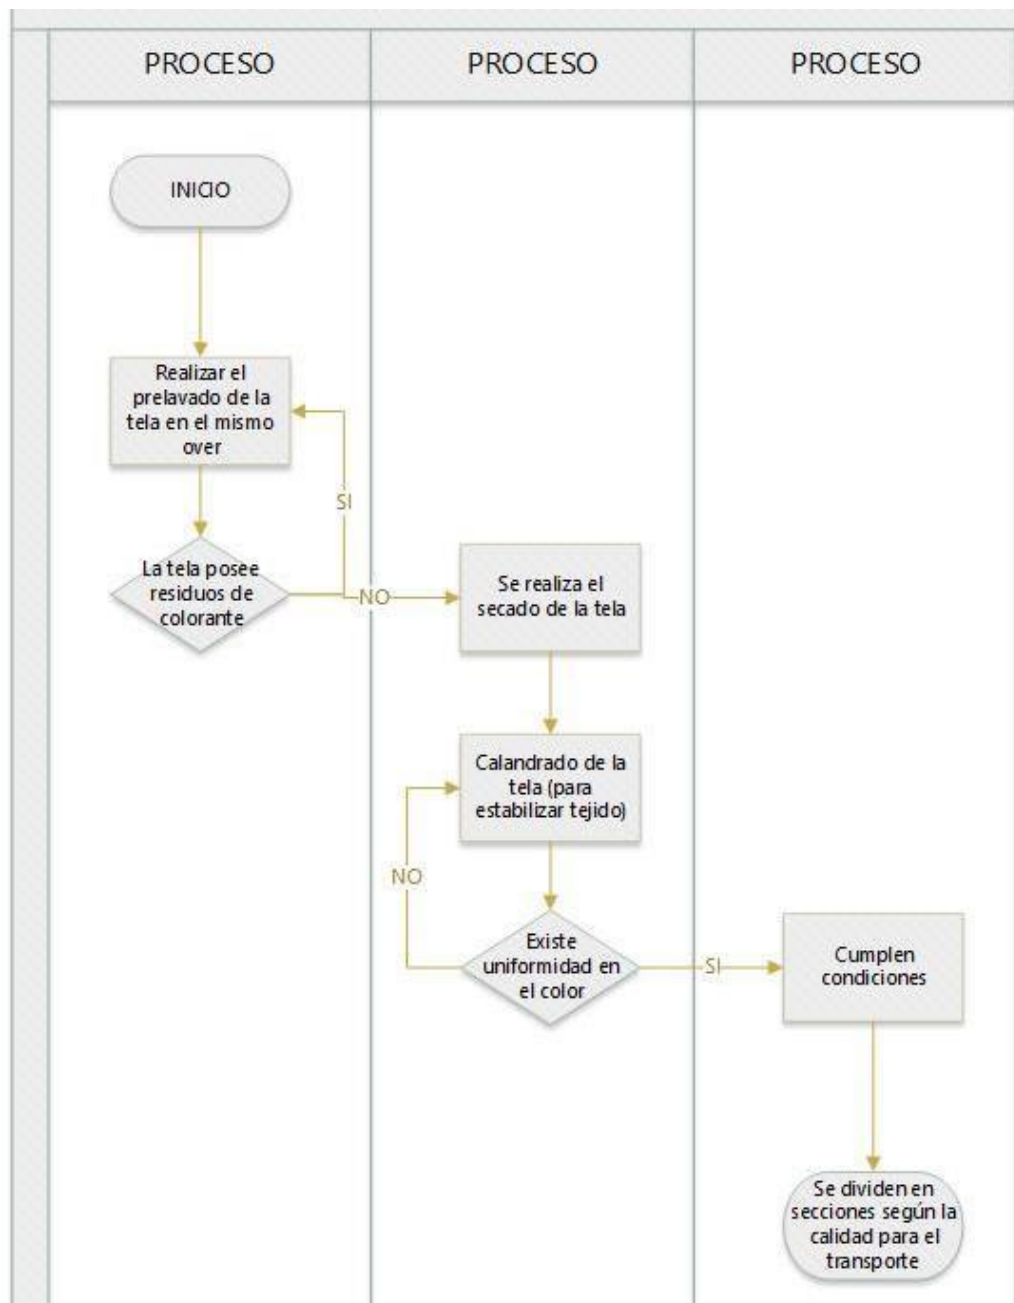 PROCESO
PROCESO
PROCESO
INICIO
Realizar el
prelavado de la
tela en el mismo
over
SI
La tela posee
residuos de
colorante
NO
Se realiza el
secado de la tela
Calandrado de la
tela (para
estabilizar tejido)
NO
Existe
uniformidad en
el color
SI
Cumplen
condiciones
Se dividen en
secciones según la
calidad para el
transporte